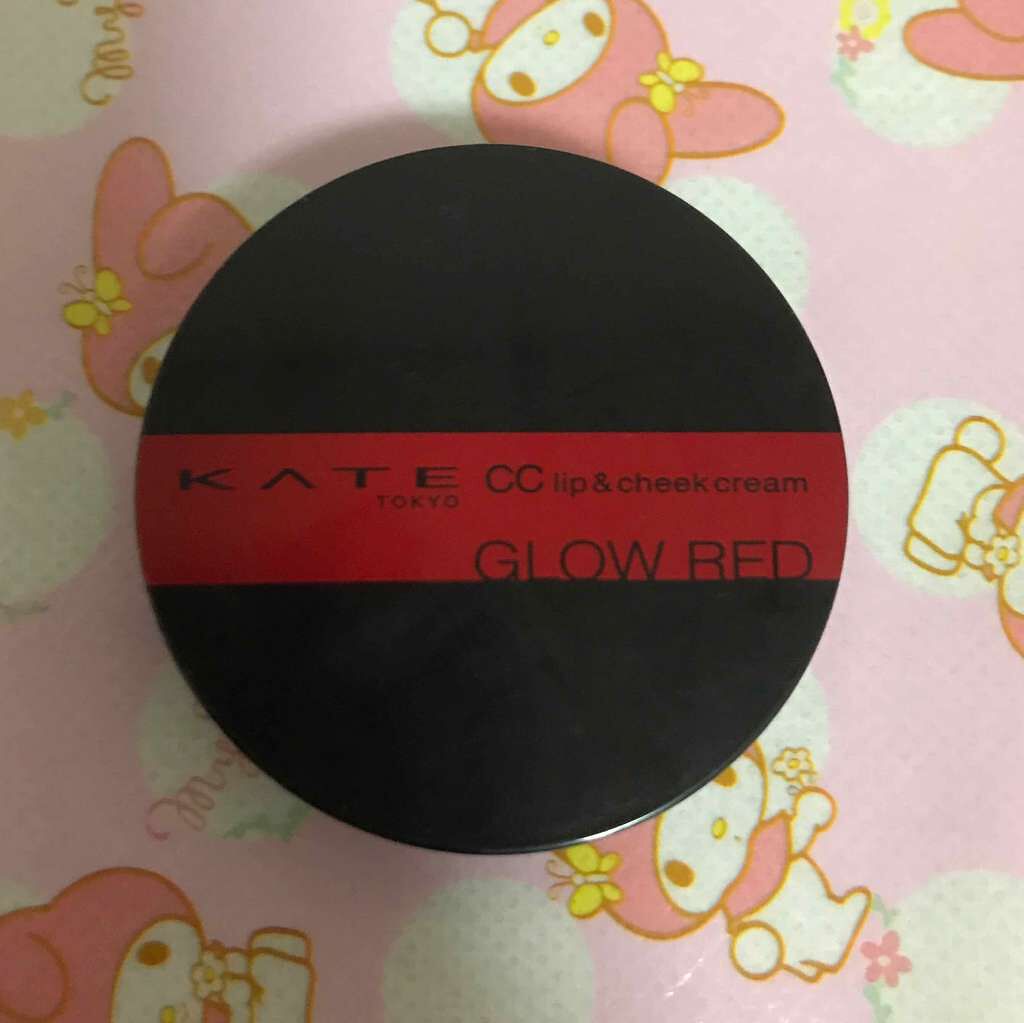 KATE CC lip & cheek cream
TOKYO
GLOW RED